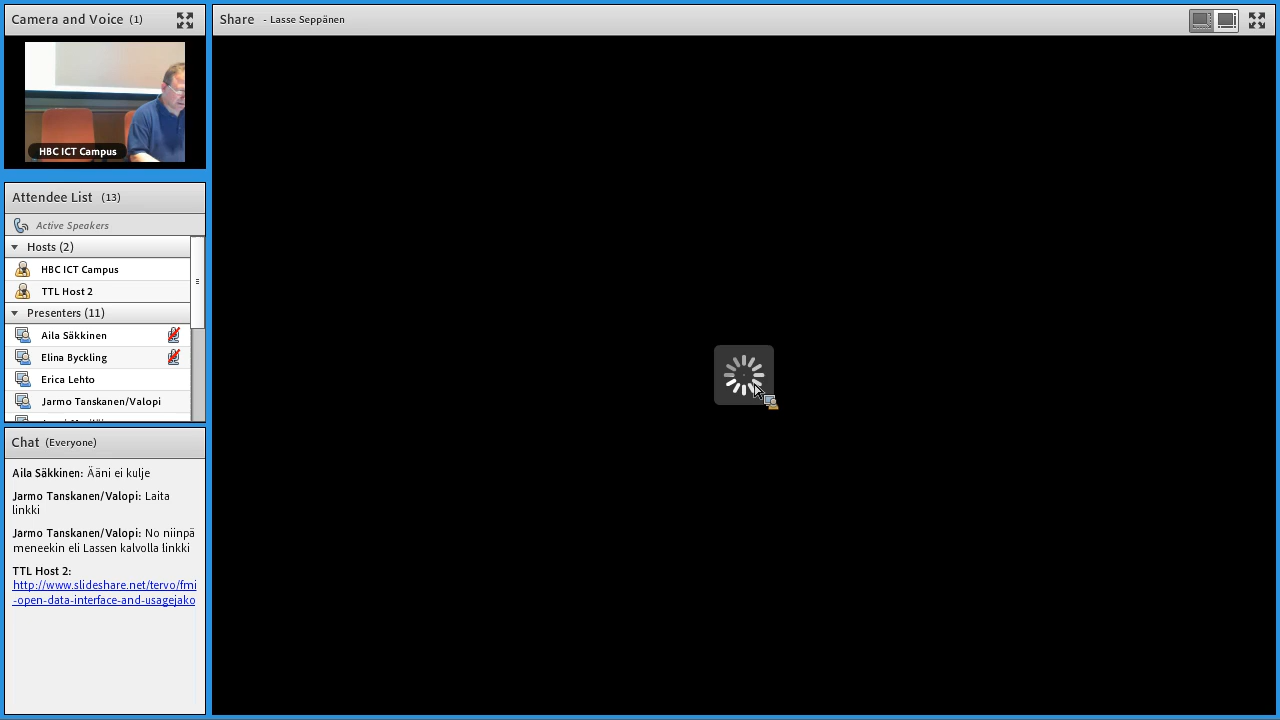 Camera and Voice (1)
HBC ICT Campus
Attendee List (13)
Active Speakers
Hosts (2)
HBC ICT Campus
TTL Host 2
Presenters (11)
Aila Säkkinen
Elina Byckling
Erica Lehto
Jarmo Tanskanen/Valopi
Chat (Everyone)
Aila Säkkinen: Ääni ei kulje
Jarmo Tanskanen/Valopi: Laita
linkki
Jarmo Tanskanen/Valopi: No niinpä
meneekin eli Lassen kalvolla linkki
TTL Host 2:
http://www.slideshare.net/tervo/fmi
-open-data-interface-and-usagejako
Share - Lasse Seppänen